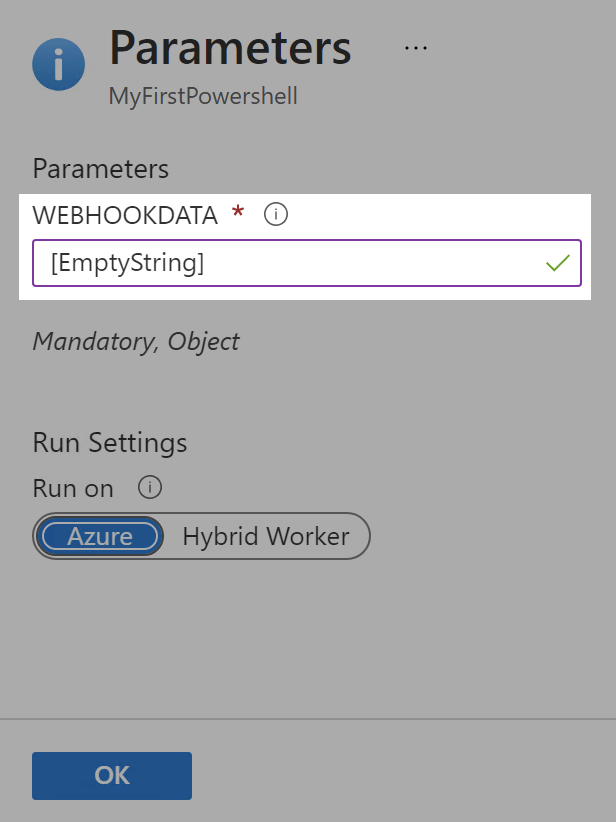 Parameters ...
MyFirstPowershell
Parameters
WEBHOOKDATA *
[EmptyString]
Mandatory, Object
Run Settings
Run on
Azure Hybrid Worker
OK